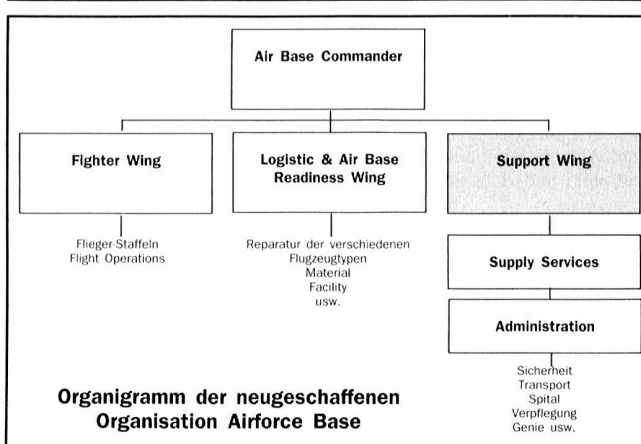 Air Base Commander
Fighter Wing
Logistic & Air Base
Readiness Wing
Support Wing
Flieger-Staffeln
Flight Operations
Reparatur der verschiedenen
Flugzeugtypen
Material
Facility
usw.
Supply Services
Administration
Sicherheit
Transport
Spital
Verpflegung
Genie usw.
Organigramm der neugeschaffenen
Organisation Airforce Base